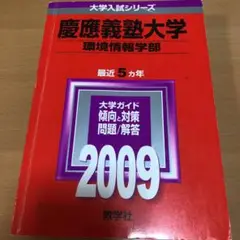 大学入試シリーズ
慶應義塾大学
環境情報学部
最近5カ年
大学ガイド
傾向と対策
問題/解答
2009
教学社